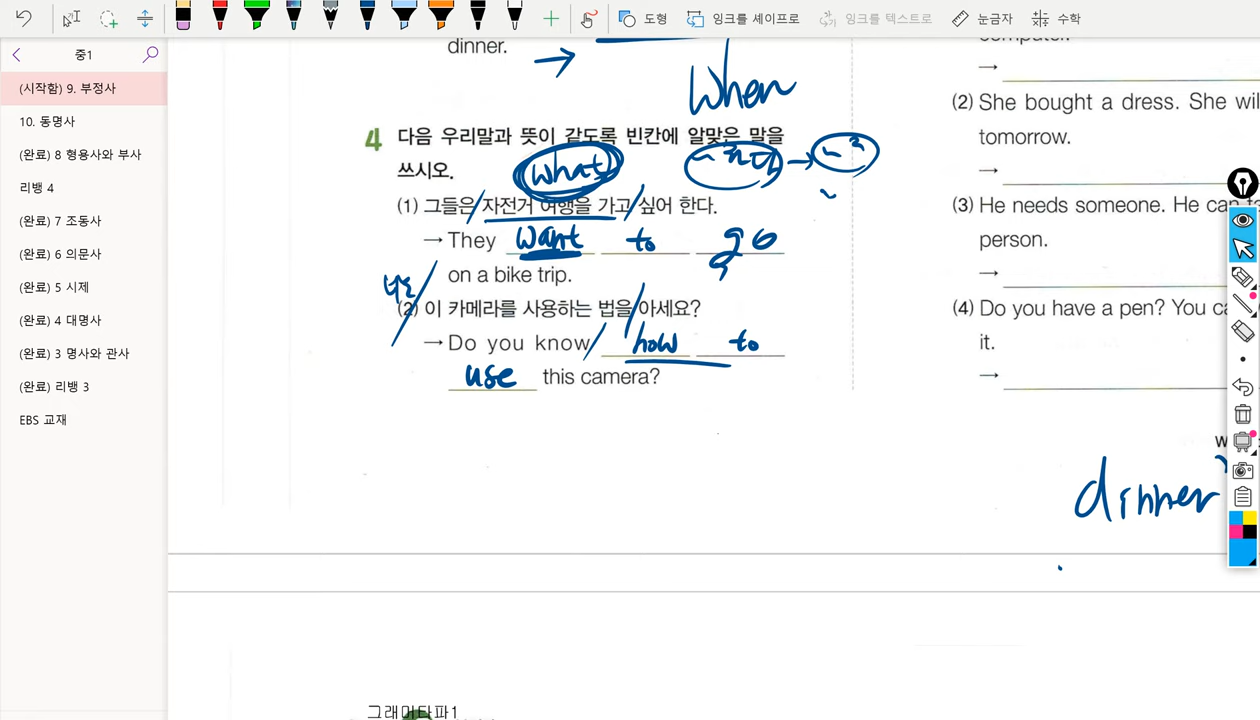 도형
잉크를 셰이프로
잉크를 텍스트로
눈금자
수학
중1
(시작함) 9. 부정사
10. 동명사
(완료) 8 형용사와 부사
리뱅 4
(완료) 7 조동사
(완료) 6 의문사
(완료) 5 시제
(완료) 4 대명사
(완료) 3 명사와 관사
(완료) 리뱅 3
EBS 교재
dinner.
→
When
4 다음 우리말과 뜻이 같도록 빈칸에 알맞은 말을
쓰시오.
what
(1) 그들은 자전거 여행을 가고 싶어 한다.
→ They want to go
on a bike trip.
(2) 이 카메라를 사용하는 법을 아세요?
→ Do you know how to
use this camera?
computer.
→
(2) She bought a dress. She wil
tomorrow.
→
(3) He needs someone. He can
person.
→
(4) Do you have a pen? You ca
it.
→
dinner
그래머타파1